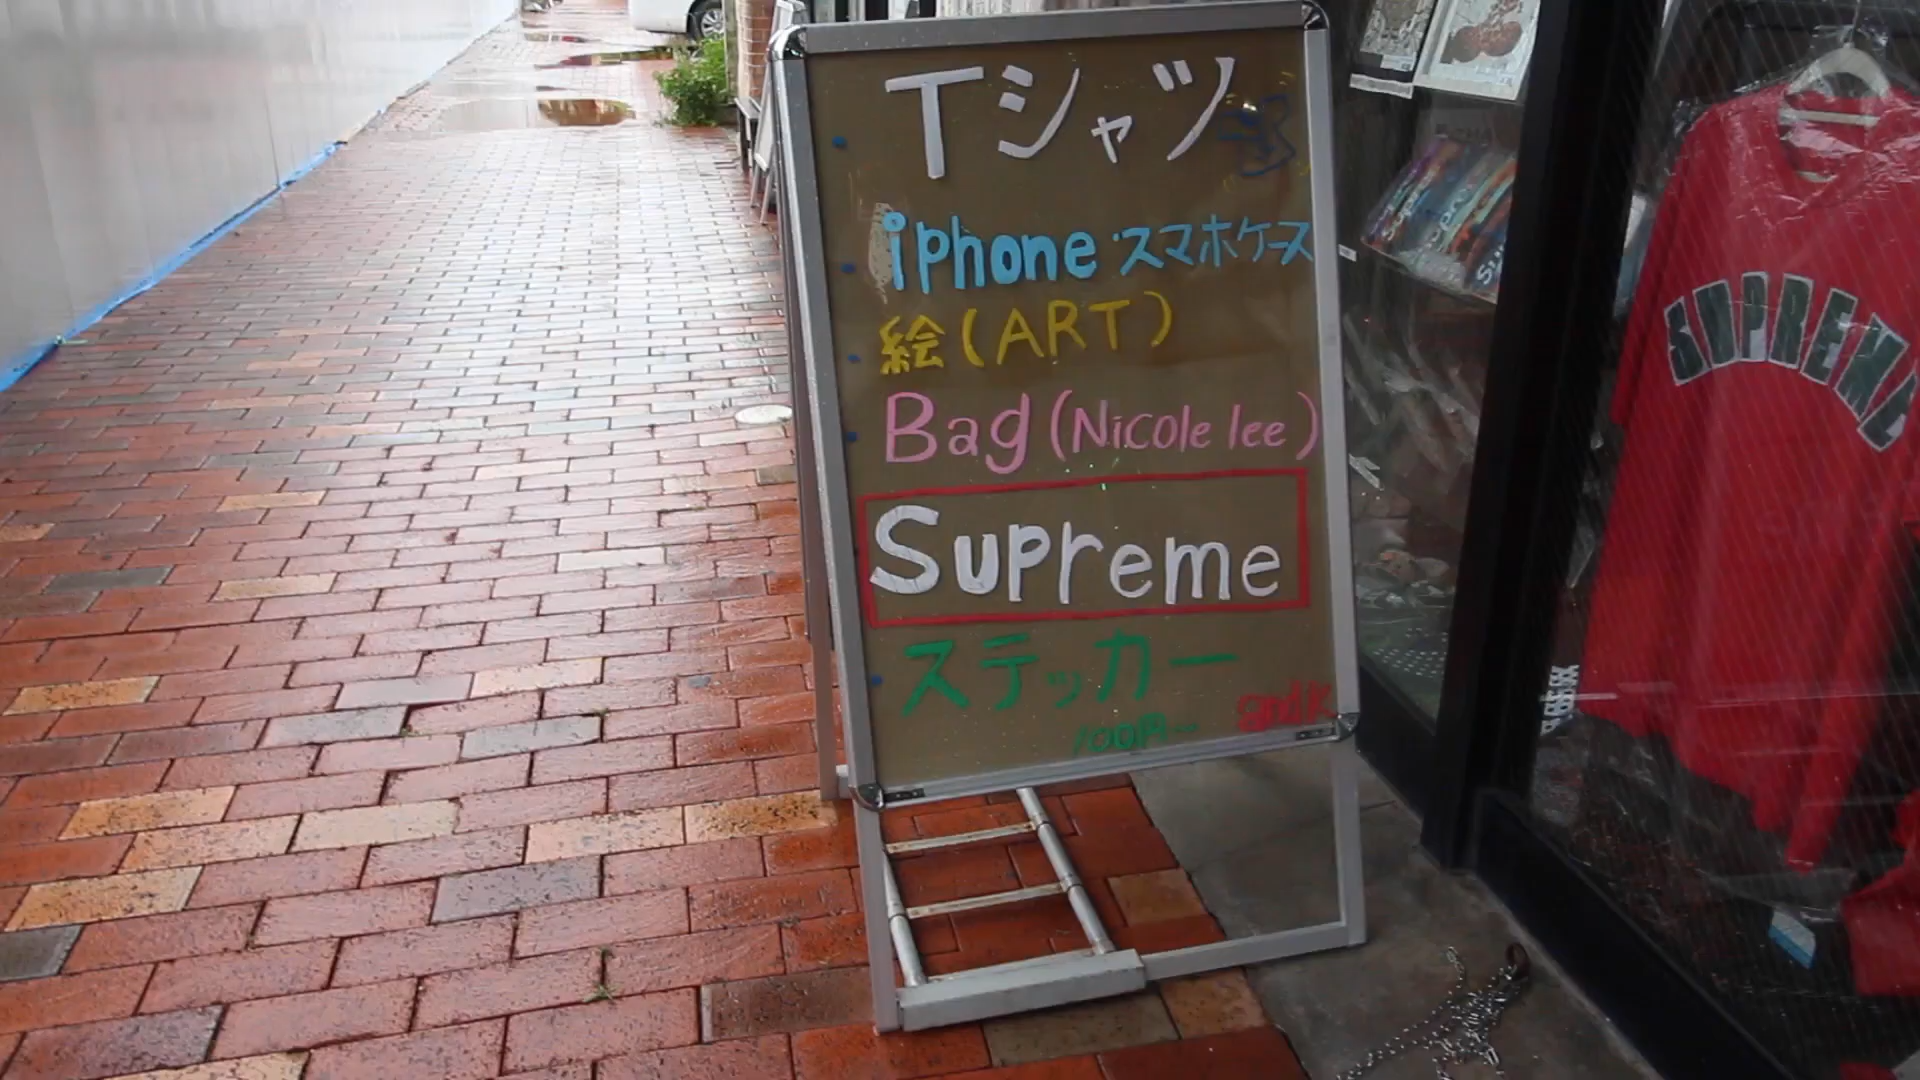 Tシャツ
iphone・スマホケース
絵(ART)
Bag(Nicole lee)
Supreme
ステッカー
100円~
SUPREME